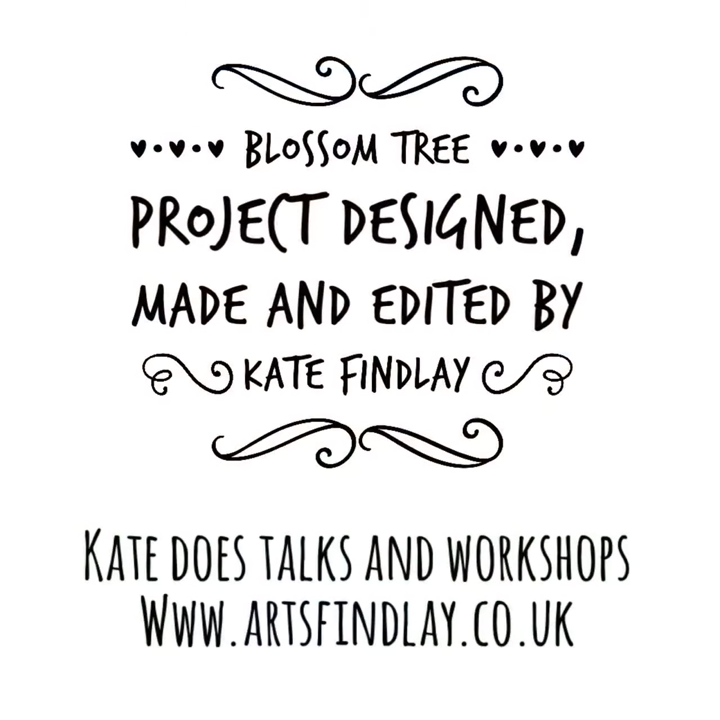 BLOSSOM TREE
PROJECT DESIGNED,
MADE AND EDITED BY
KATE FINDLAY
KATE DOES TALKS AND WORKSHOPS
WWW.ARTSFINDLAY.CO.UK